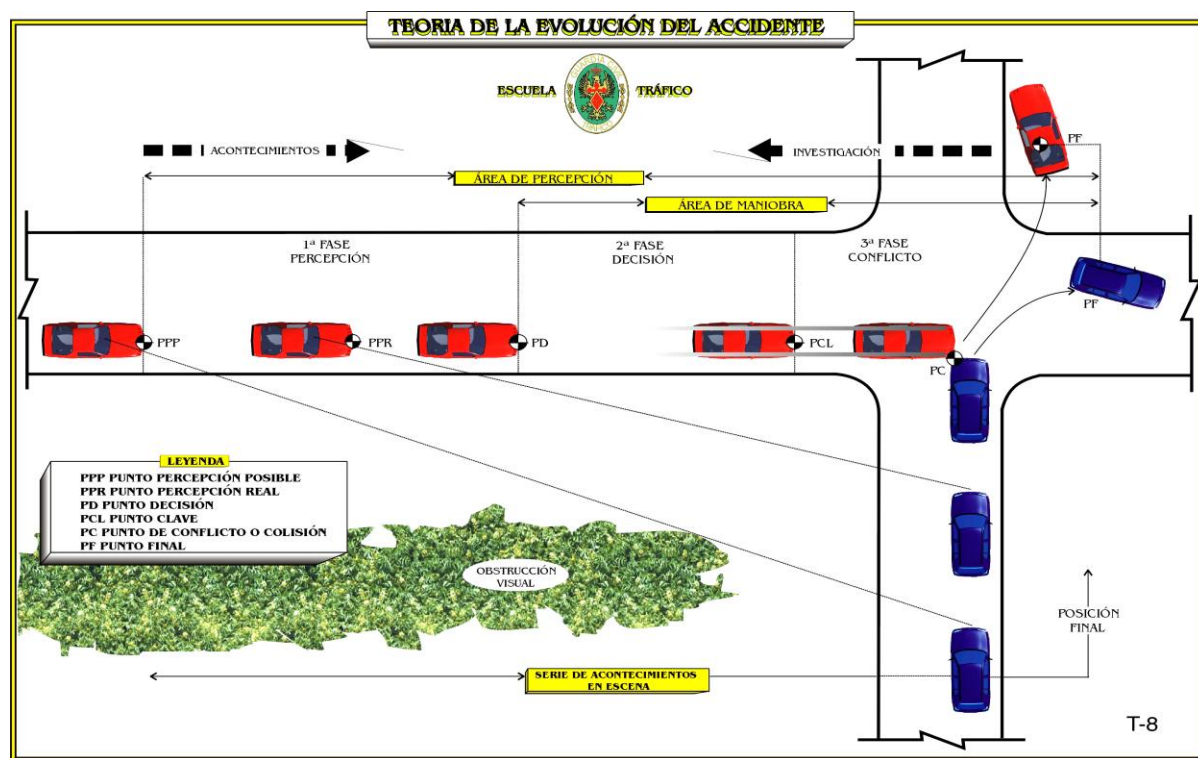 TEORIA DE LA EVOLUCIÓN DEL ACCIDENTE
ESCUELA
GUARDIA CIVIL
TRÁFICO
TRÁFICO
ACONTECIMIENTOS
INVESTIGACIÓN
PF
ÁREA DE PERCEPCIÓN
ÁREA DE MANIOBRA
1ª FASE
PERCEPCIÓN
2ª FASE
DECISIÓN
3ª FASE
CONFLICTO
PF
PPP
PPR
PD
PCL
PC
LEYENDA
PPP PUNTO PERCEPCIÓN POSIBLE
PPR PUNTO PERCEPCIÓN REAL
PD PUNTO DECISIÓN
PCL PUNTO CLAVE
PC PUNTO DE CONFLICTO O COLISIÓN
PF PUNTO FINAL
OBSTRUCCIÓN
VISUAL
POSICIÓN
FINAL
SERIE DE ACONTECIMIENTOS
EN ESCENA
T-8